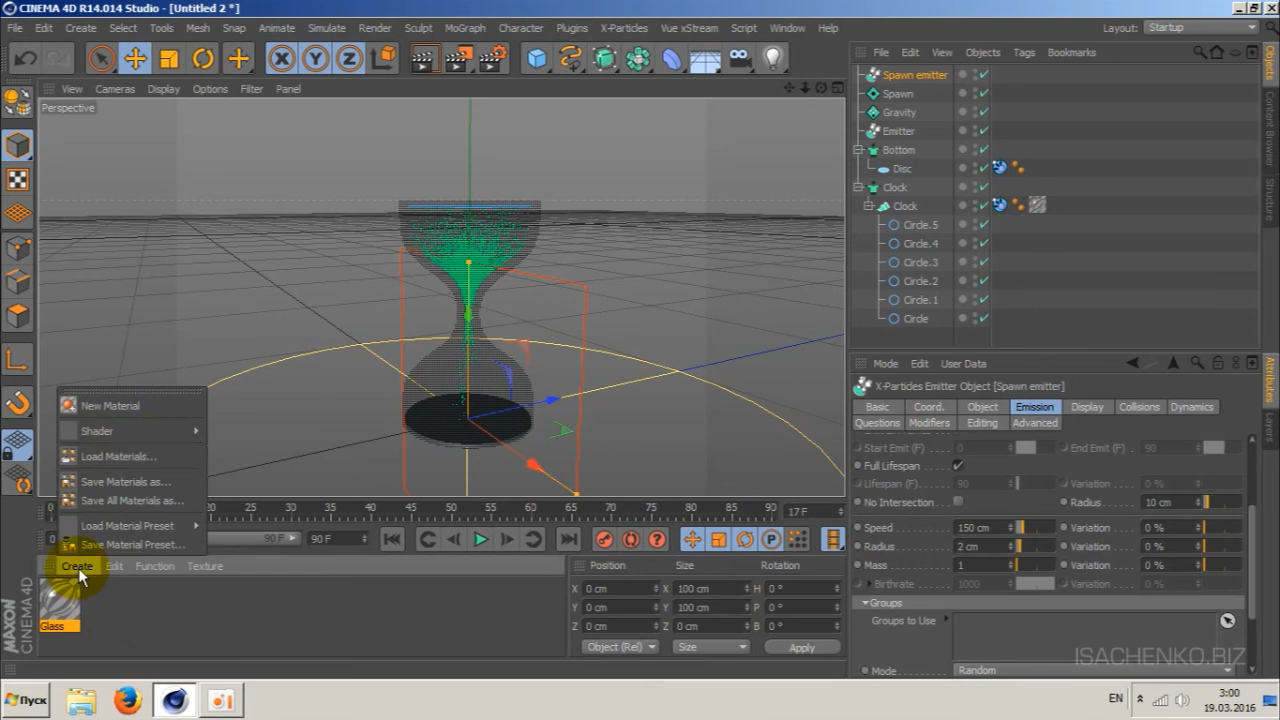 CINEMA 4D R14.014 Studio - [Untitled 2 *]
File Edit Create Select Tools Mesh Snap Animate Simulate Render Sculpt MoGraph Character Plugins X-Particles Vue xStream Script Window Help Layout: Startup
X Y Z
File Edit View Objects Tags Bookmarks
View Cameras Display Options Filter Panel
Perspective
Spawn emitter
Spawn
Gravity
Emitter
Bottom
Disc
Clock
Clock
Circle.5
Circle.4
Circle.3
Circle.2
Circle.1
Circle
Objects
Content Browser
Structure
Mode Edit User Data
X-Particles Emitter Object [Spawn emitter]
Basic Coord. Object Emission Display Collisions Dynamics
Questions Modifiers Editing Advanced
Attributes
Layers
Start Emit (F) 0 End Emit (F) 90
Full Lifespan
Lifespan (F) 90 Variations (F) 0
No Intersection Radius 10 cm
Speed 150 cm Variation 0 %
Radius 2 cm Variation 0 %
Mass 1 Variation 0 %
Birthrate 1000 Variation 0 %
Groups
Groups to Use
Mode Random
New Material
Shader
Load Materials...
Save Materials as...
Save All Materials as...
Load Material Preset
Save Material Preset...
0 20 25 30 35 40 45 50 55 60 65 70 75 80 85 90 17 F
0 90 F 90 F
P
Create Edit Function Texture
Glass
MAXON
CINEMA 4D
Position Size Rotation
X 0 cm X 100 cm H 0 °
Y 0 cm Y 100 cm P 0 °
Z 0 cm Z 0 cm B 0 °
Object (Rel) Size Apply
ISACHENKO.BIZ
Пуск
EN
3:00
19.03.2016